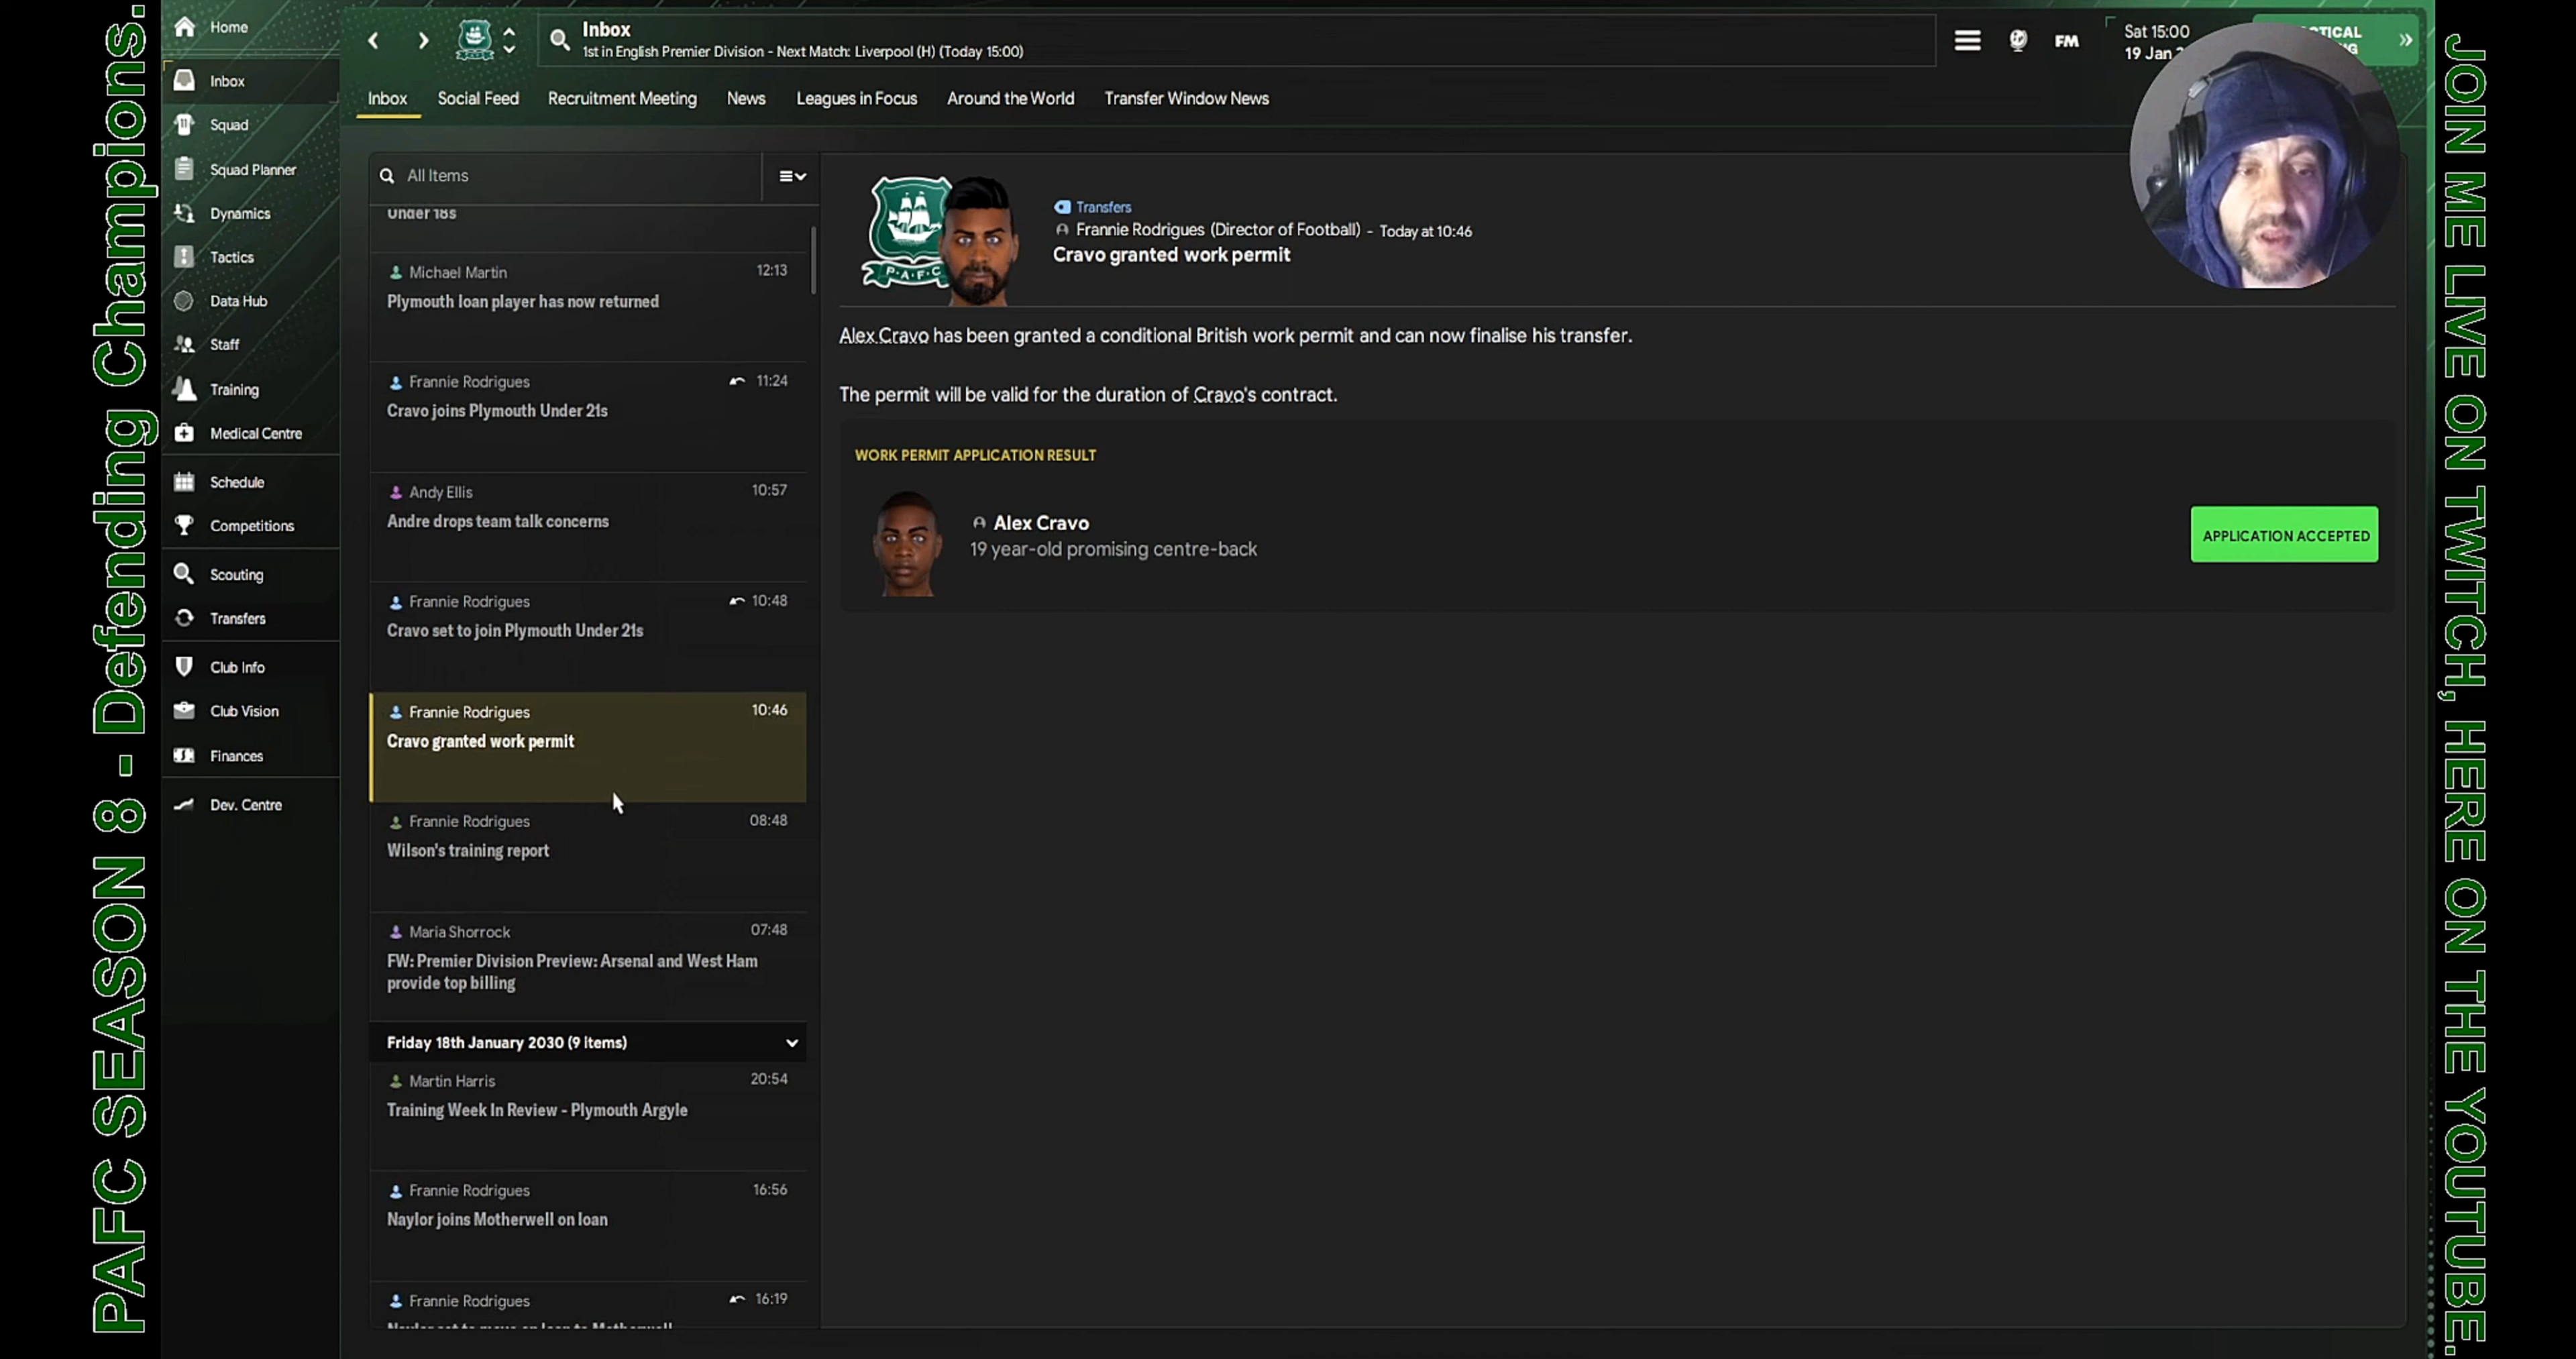 PAFC SEASON 8 - Defending Champions.
Home
Inbox
Squad
Squad Planner
Dynamics
Tactics
Data Hub
Staff
Training
Medical Centre
Schedule
Competitions
Scouting
Transfers
Club Info
Club Vision
Finances
Dev. Centre
Inbox
1st in English Premier Division - Next Match: Liverpool (H) (Today 15:00)
FM
Sat 15:00
19 Jan
Inbox Social Feed Recruitment Meeting News Leagues in Focus Around the World Transfer Window News
All Items
Under 18s
Michael Martin 12:13
Plymouth loan player has now returned
Frannie Rodrigues 11:24
Cravo joins Plymouth Under 21s
Andy Ellis 10:57
Andre drops team talk concerns
Frannie Rodrigues 10:48
Cravo set to join Plymouth Under 21s
Frannie Rodrigues 10:46
Cravo granted work permit
Frannie Rodrigues 08:48
Wilson's training report
Maria Shorrock 07:48
FW: Premier Division Preview: Arsenal and West Ham
provide top billing
Friday 18th January 2030 (9 items)
Martin Harris 20:54
Training Week In Review - Plymouth Argyle
Frannie Rodrigues 16:56
Naylor joins Motherwell on loan
Frannie Rodrigues 16:19
P.A.F.C
Transfers
Frannie Rodrigues (Director of Football) - Today at 10:46
Cravo granted work permit
Alex Cravo has been granted a conditional British work permit and can now finalise his transfer.
The permit will be valid for the duration of Cravo's contract.
WORK PERMIT APPLICATION RESULT
Alex Cravo
19 year-old promising centre-back
APPLICATION ACCEPTED
JOIN ME LIVE ON TWITCH, HERE ON THE YOUTUBE.